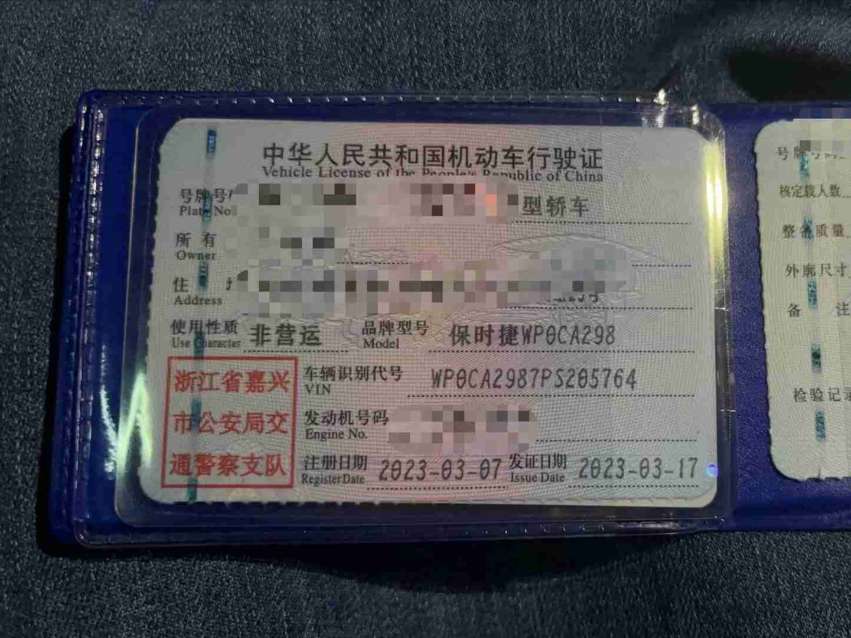 中华人民共和国机动车行驶证
Vehicle License of the People's Republic of China
号牌号
Plate No.
型轿车
所有
Owner
住
Address
使用性质 非营运 品牌型号 保时捷WP0CA298
Use Character Model
车辆识别代号 WP0CA2987PS205764
VIN
发动机号码
Engine No.
注册日期 2023-03-07 发证日期 2023-03-17
Register Date Issue Date
浙江省嘉兴
市公安局交
通警察支队
号牌号码
核定载人数
整备质量
外廓尺寸
备注
检验记录